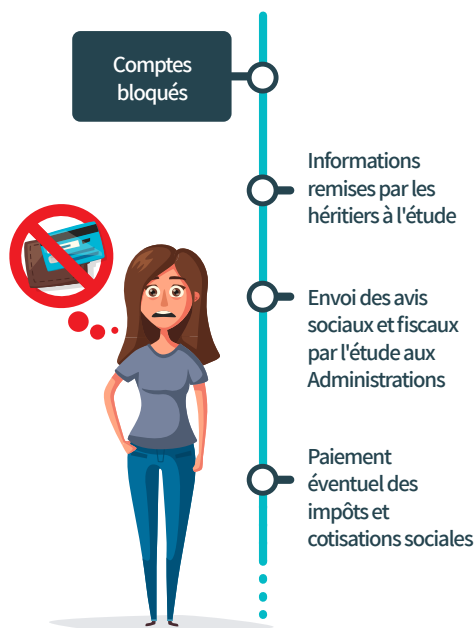 Comptes
bloqués
Informations
remises par les
héritiers à l'étude
Envoi des avis
sociaux et fiscaux
par l'étude aux
Administrations
Paiement
éventuel des
impôts et
cotisations sociales